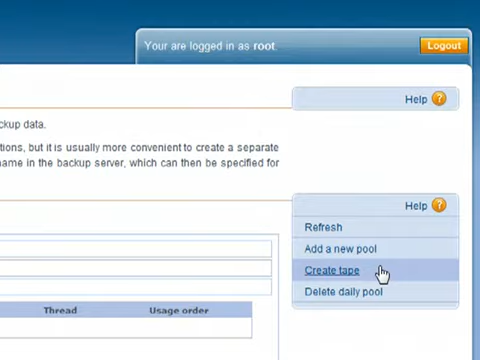 Your are logged in as root.
Logout
Help ?
ckup data.
tions, but it is usually more convenient to create a separate
name in the backup server, which can then be specified for
Help ?
Refresh
Add a new pool
Create tape
Delete daily pool
Thread Usage order